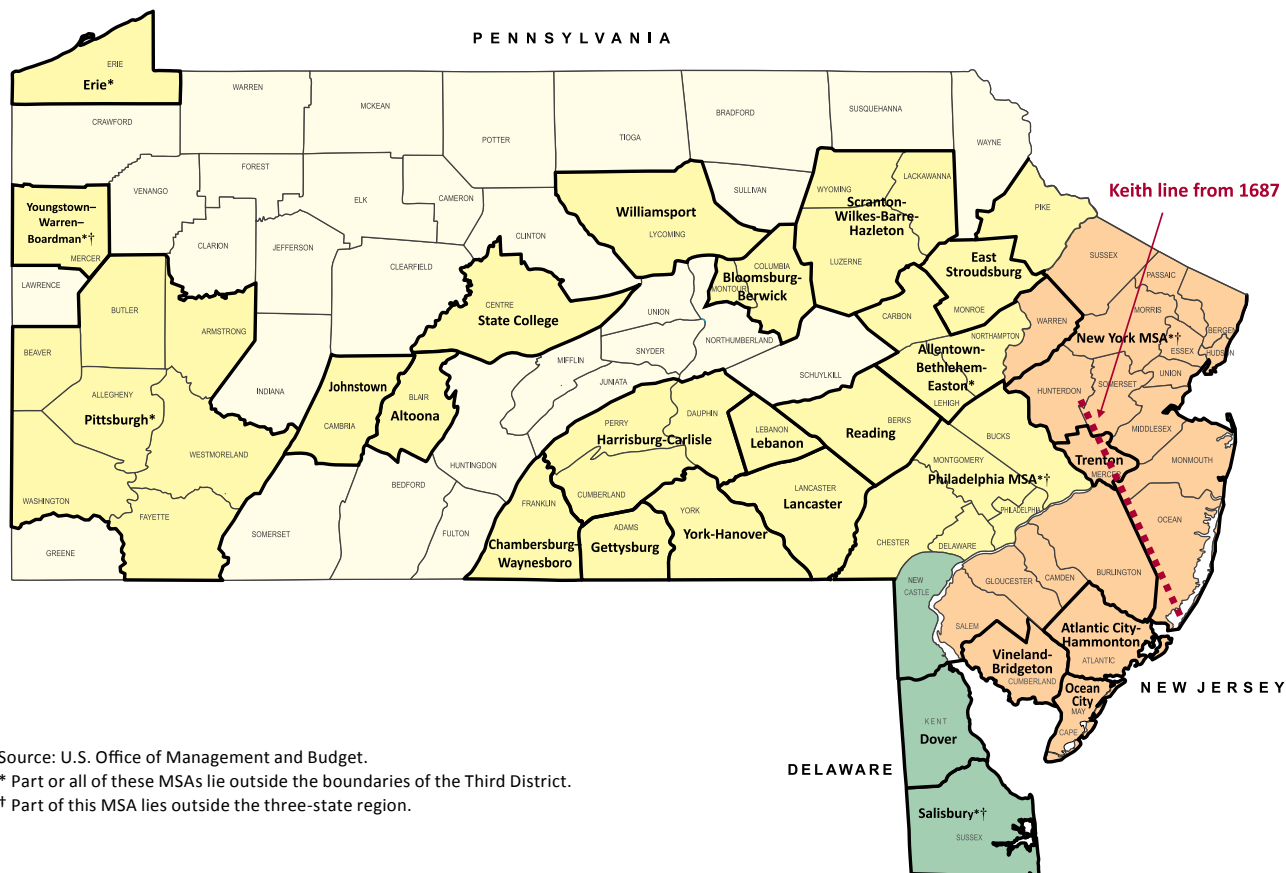 PENNSYLVANIA
ERIE
Erie*
CRAWFORD
WARREN
MCKEAN
POTTER
TIOGA
BRADFORD
SUSQUEHANNA
WAYNE
Keith line from 1687
Youngstown–
Warren–
Boardman*†
MERCER
VENANGO
FOREST
ELK
CAMERON
CLINTON
Williamsport
LYCOMING
SULLIVAN
WYOMING
LACKAWANNA
Scranton-
Wilkes-Barre-
Hazleton
LUZERNE
PIKE
SUSSEX
LAWRENCE
CLARION
JEFFERSON
CLEARFIELD
CENTRE
State College
UNION
MONTOUR
COLUMBIA
Bloomsburg-
Berwick
East
Stroudsburg
MONROE
CARBON
PASSAIC
MORRIS
BERGEN
WARREN
New York MSA*†
ESSEX
HUDSON
UNION
BUTLER
ARMSTRONG
BEAVER
ALLEGHENY
Pittsburgh*
INDIANA
Johnstown
CAMBRIA
BLAIR
Altoona
MIFFLIN
SNYDER
JUNIATA
NORTHUMBERLAND
SCHUYLKILL
NORTHAMPTON
Allentown-
Bethlehem-
Easton*
LEHIGH
HUNTERDON
SOMERSET
MIDDLESEX
MONMOUTH
WESTMORELAND
WASHINGTON
FAYETTE
GREENE
SOMERSET
BEDFORD
HUNTINGDON
FULTON
PERRY
DAUPHIN
Harrisburg-Carlisle
CUMBERLAND
LEBANON
Lebanon
Reading
BERKS
BUCKS
MONTGOMERY
Philadelphia MSA*†
PHILADELPHIA
Trenton
MERCER
OCEAN
FRANKLIN
Chambersburg-
Waynesboro
ADAMS
Gettysburg
YORK
York-Hanover
LANCASTER
Lancaster
CHESTER
DELAWARE
NEW
CASTLE
GLOUCESTER
CAMDEN
BURLINGTON
SALEM
Atlantic City-
Hammonton
ATLANTIC
Vineland-
Bridgeton
CUMBERLAND
Ocean
City
MAY
CAPE
NEW JERSEY
KENT
Dover
DELAWARE
Salisbury*†
SUSSEX
Source: U.S. Office of Management and Budget.
* Part or all of these MSAs lie outside the boundaries of the Third District.
† Part of this MSA lies outside the three-state region.